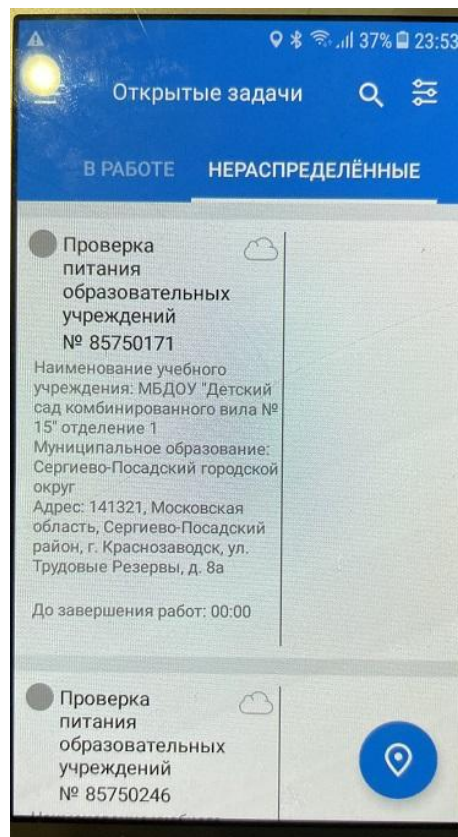 37% 23:53
Открытые задачи
В РАБОТЕ НЕРАСПРЕДЕЛЁННЫЕ
Проверка
питания
образовательных
учреждений
№ 85750171
Наименование учебного
учреждения: МБДОУ "Детский
сад комбинированного вила №
15" отделение 1
Муниципальное образование:
Сергиево-Посадский городской
округ
Адрес: 141321, Московская
область, Сергиево-Посадский
район, г. Краснозаводск, ул.
Трудовые Резервы, д. 8а
До завершения работ: 00:00
Проверка
питания
образовательных
учреждений
№ 85750246